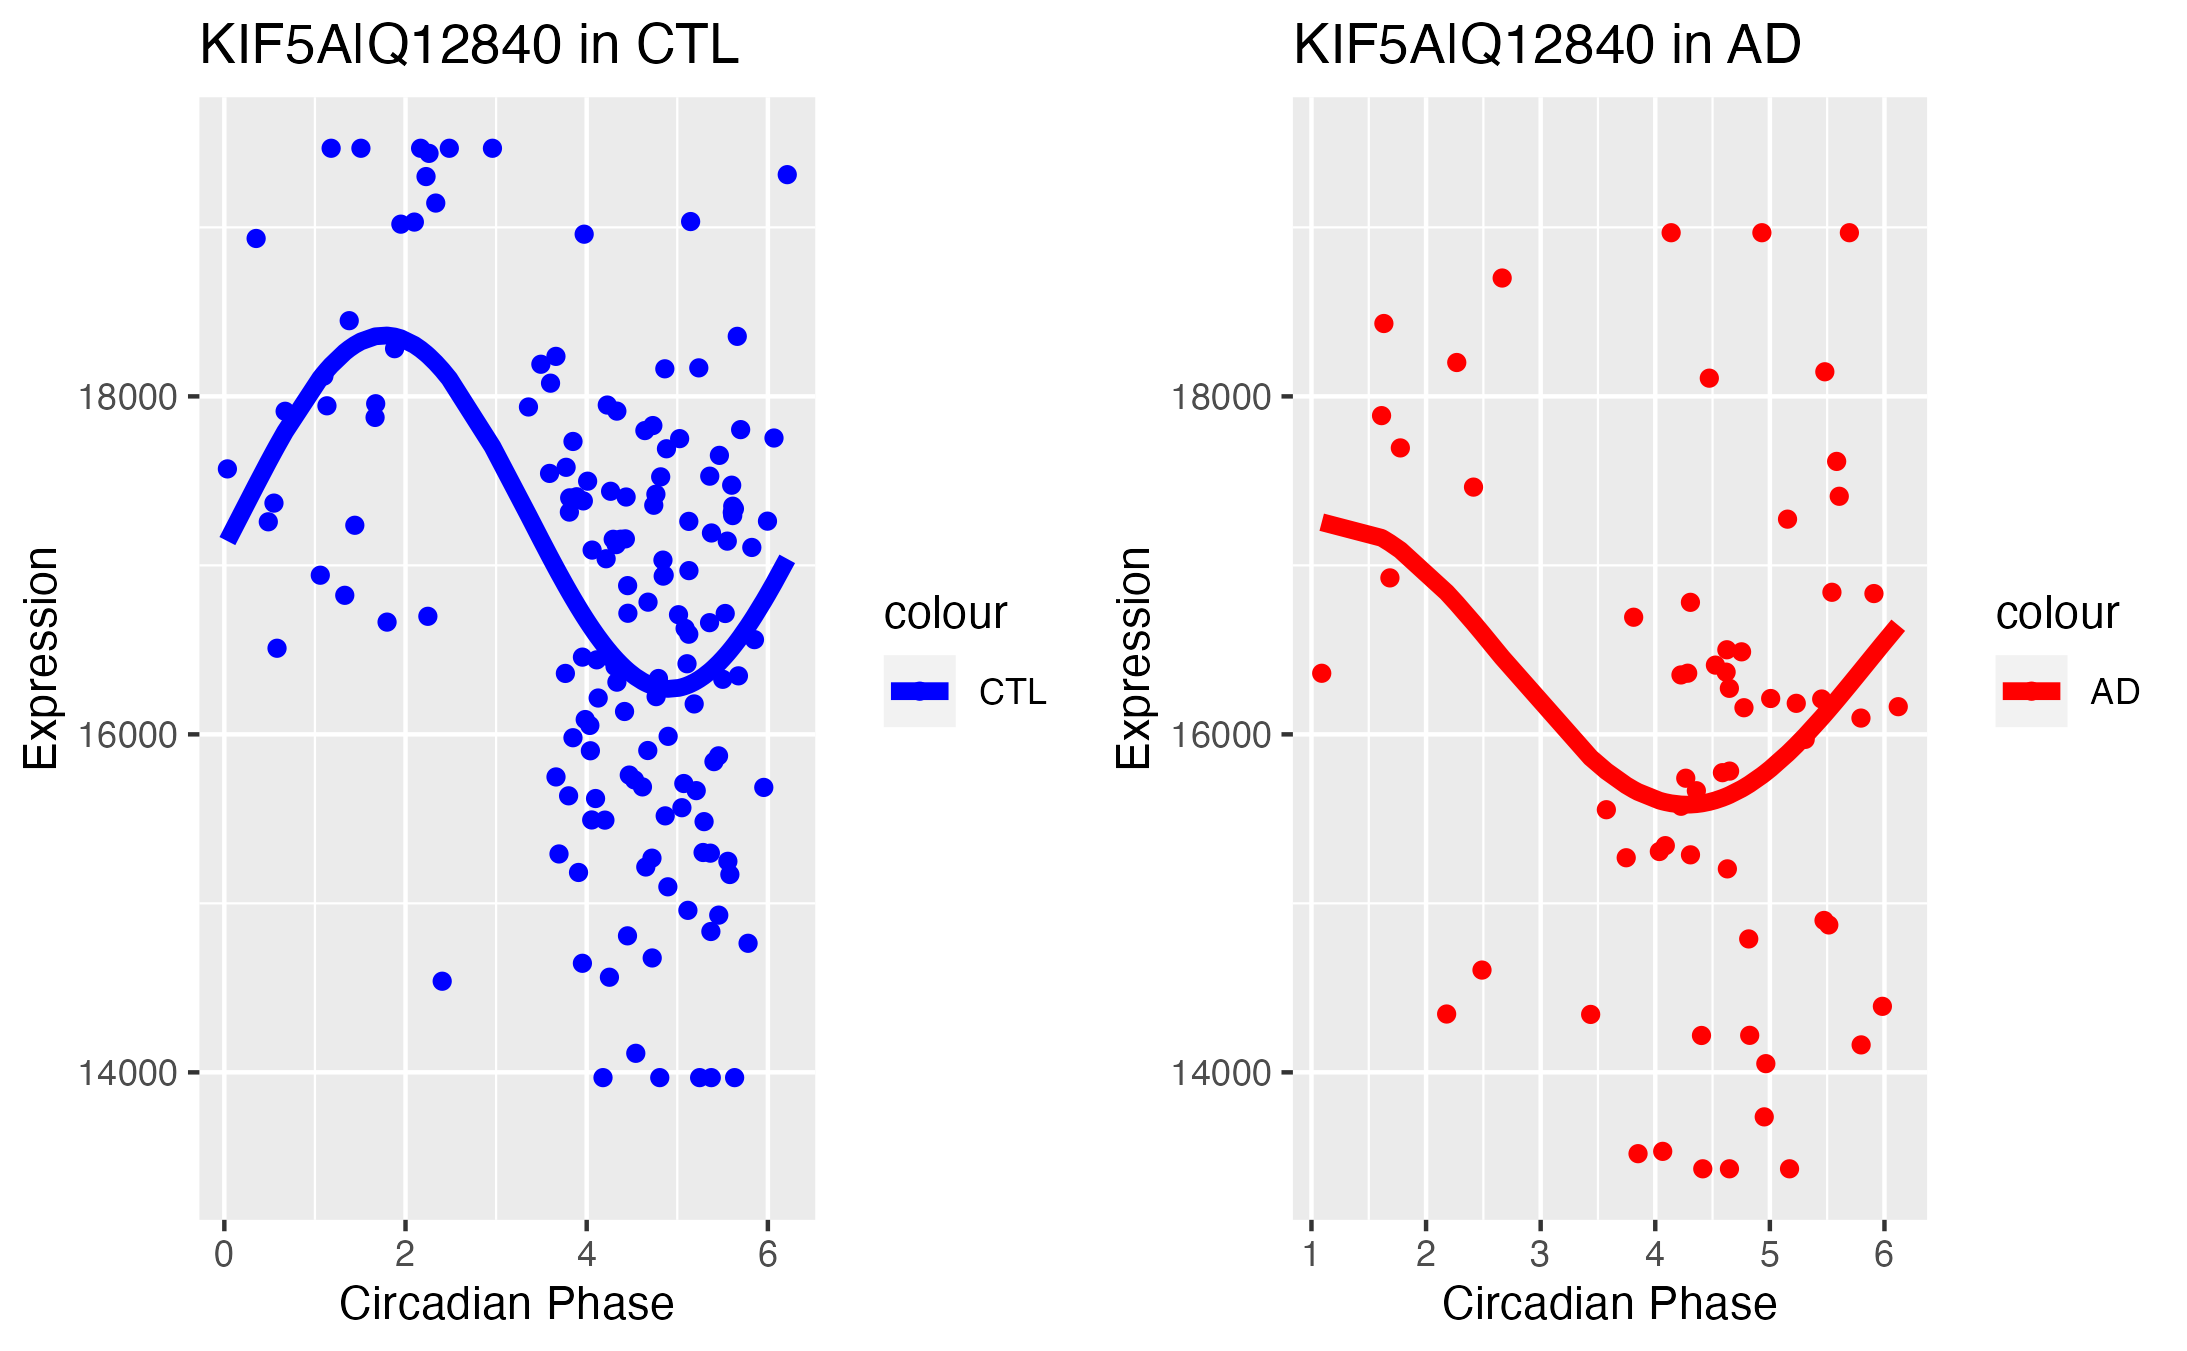 KIF5A|Q12840 in CTL
18000
16000
14000
Expression
0 2 4 6
Circadian Phase
colour
CTL
KIF5A|Q12840 in AD
18000
16000
14000
Expression
1 2 3 4 5 6
Circadian Phase
colour
AD